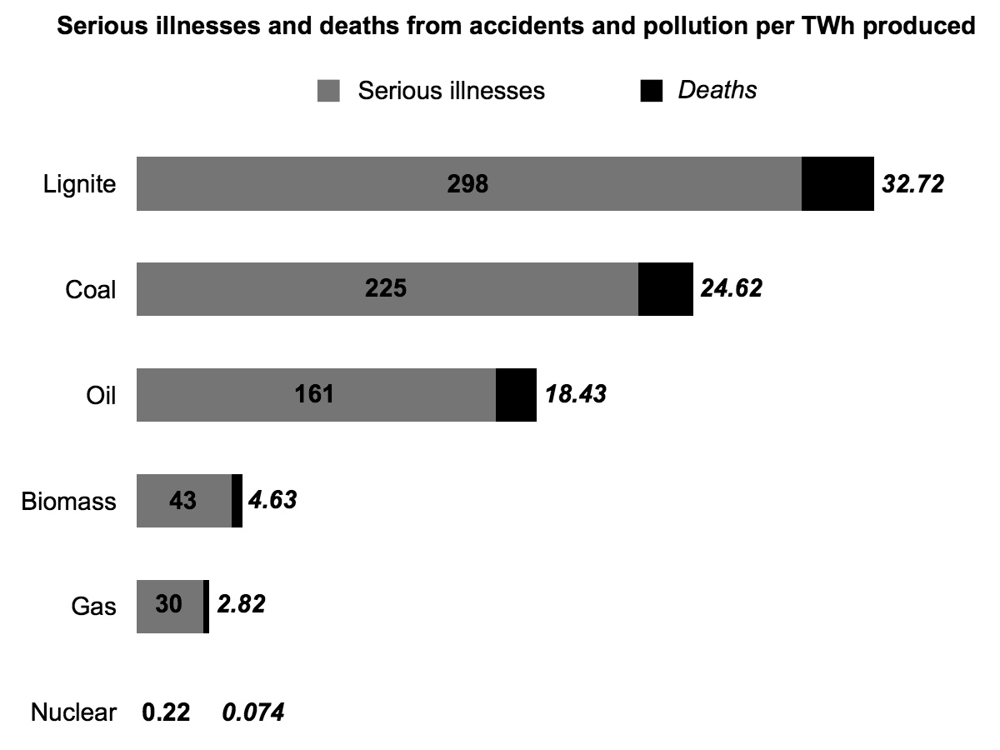 Serious illnesses and deaths from accidents and pollution per TWh produced
Serious illnesses Deaths
Lignite 298 32.72
Coal 225 24.62
Oil 161 18.43
Biomass 43 4.63
Gas 30 2.82
Nuclear 0.22 0.074